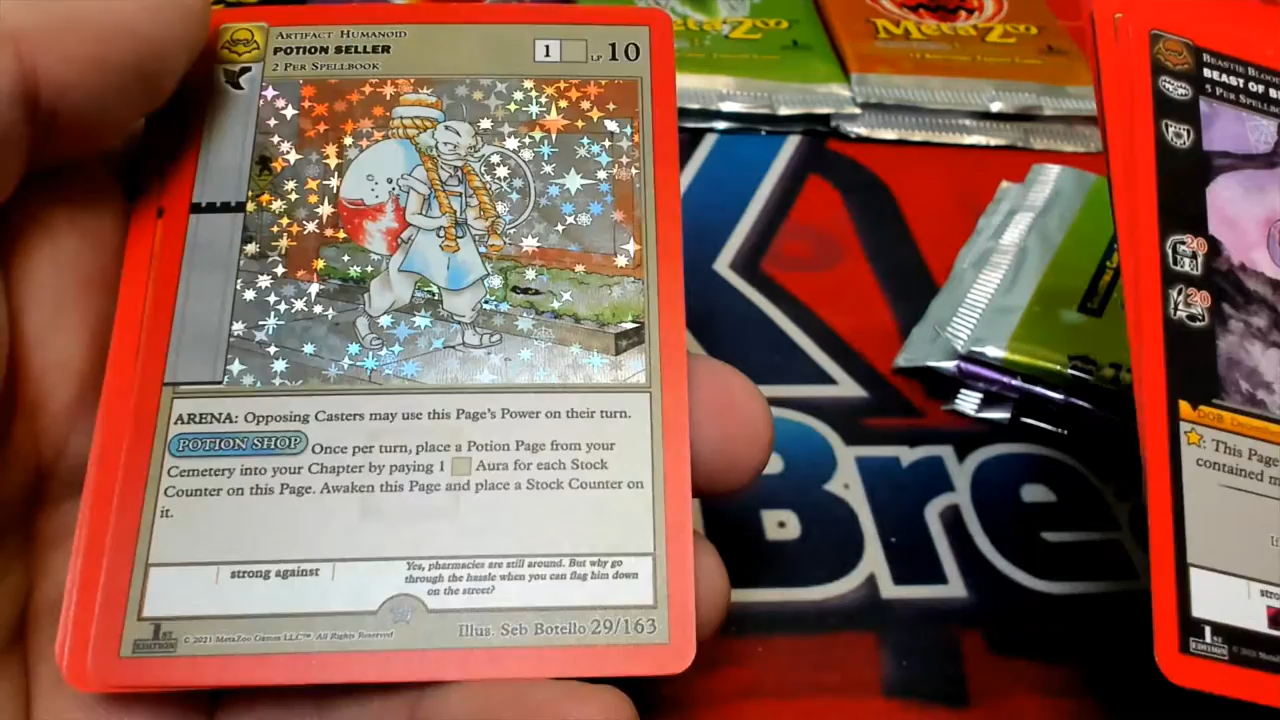 ARTIFACT HUMANOID
POTION SELLER
2 PER SPELLBOOK
1
LP 10
ARENA: Opposing Casters may use this Page's Power on their turn.
POTION SHOP Once per turn, place a Potion Page from your
Cemetery into your Chapter by paying 1 Aura for each Stock
Counter on this Page. Awaken this Page and place a Stock Counter on
it.
strong against
Yes, pharmacies are still around. But why go
through the hassle when you can flag him down
on the street?
1ST
EDITION
© 2021 MetaZoo Games LLC™ All Rights Reserved
Illus. Seb Botello 29/163
MetaZoo
MetaZoo
Bre
BEASTIE
BEAST OF
5 PER
20
20
DOB:
: This Page
contained
1ST
EDITION